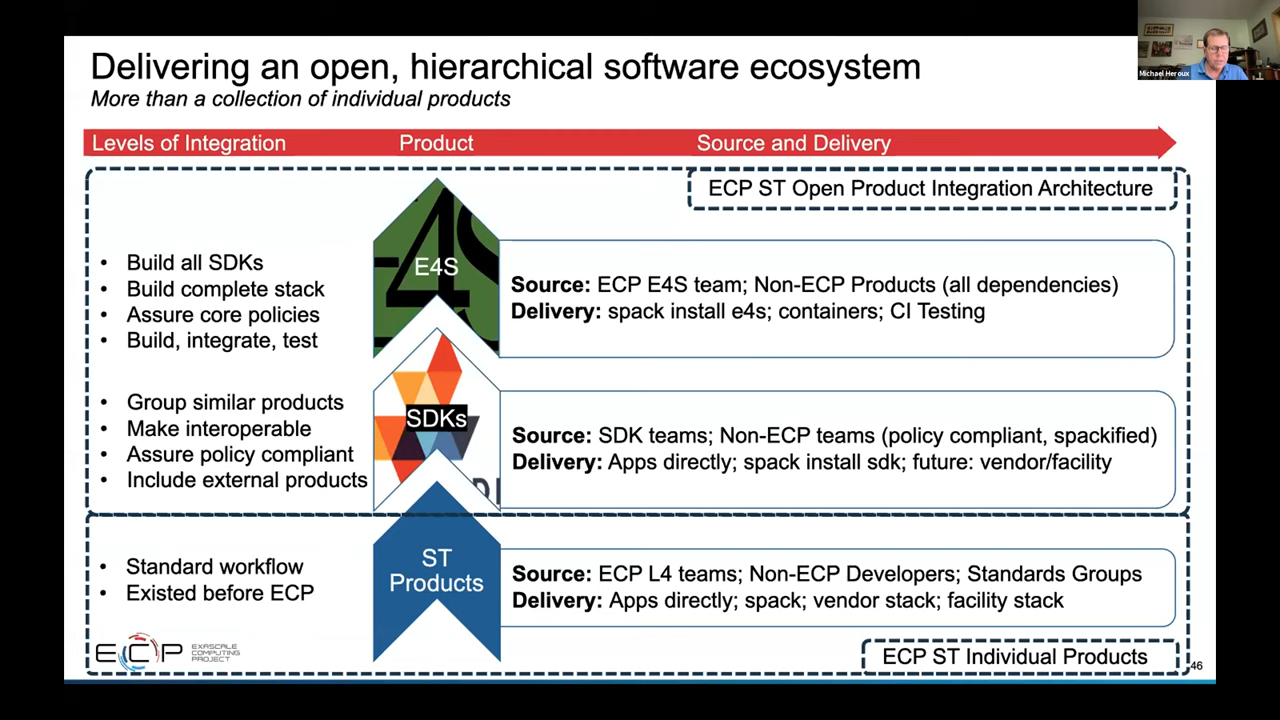 Michael Heroux
Delivering an open, hierarchical software ecosystem
More than a collection of individual products
Levels of Integration
Product
Source and Delivery
ECP ST Open Product Integration Architecture
• Build all SDKs
• Build complete stack
• Assure core policies
• Build, integrate, test
E4S
Source: ECP E4S team; Non-ECP Products (all dependencies)
Delivery: spack install e4s; containers; CI Testing
• Group similar products
• Make interoperable
• Assure policy compliant
• Include external products
SDKs
Source: SDK teams; Non-ECP teams (policy compliant, spackified)
Delivery: Apps directly; spack install sdk; future: vendor/facility
• Standard workflow
• Existed before ECP
ST
Products
Source: ECP L4 teams; Non-ECP Developers; Standards Groups
Delivery: Apps directly; spack; vendor stack; facility stack
ECP
EXASCALE
COMPUTING
PROJECT
ECP ST Individual Products
46